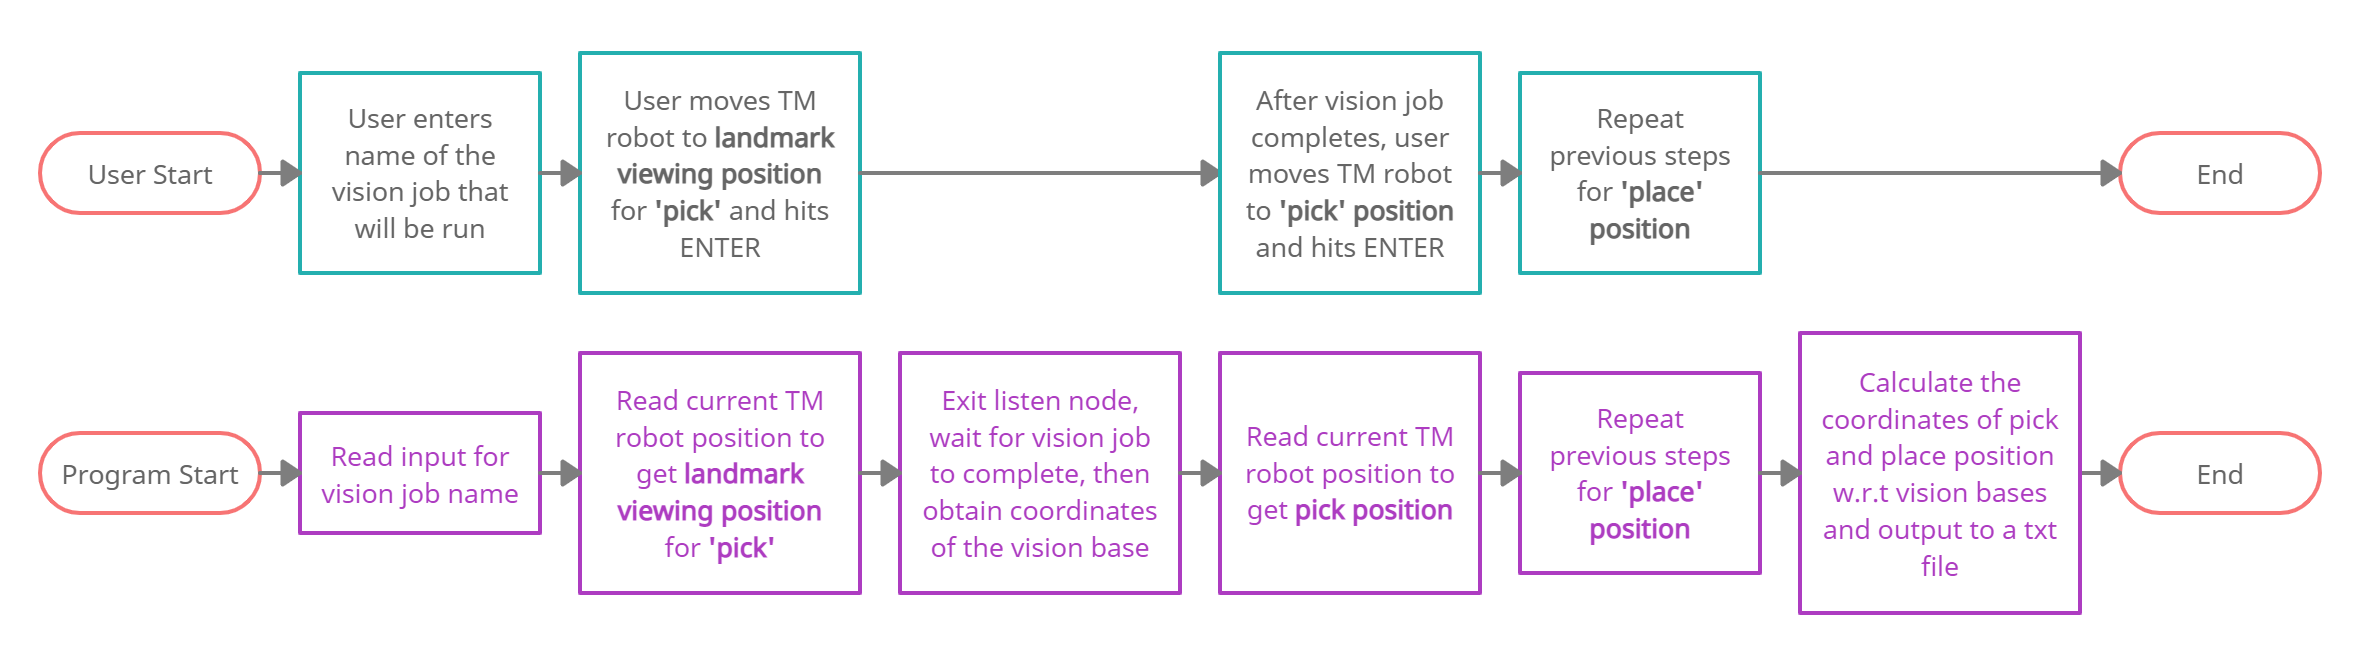 User Start
User enters
name of the
vision job that
will be run
User moves TM
robot to landmark
viewing position
for 'pick' and hits
ENTER
After vision job
completes, user
moves TM robot
to 'pick' position
and hits ENTER
Repeat
previous steps
for 'place'
position
End
Program Start
Read input for
vision job name
Read current TM
robot position to
get landmark
viewing position
for 'pick'
Exit listen node,
wait for vision job
to complete, then
obtain coordinates
of the vision base
Read current TM
robot position to
get pick position
Repeat
previous steps
for 'place'
position
Calculate the
coordinates of pick
and place position
w.r.t vision bases
and output to a txt
file
End